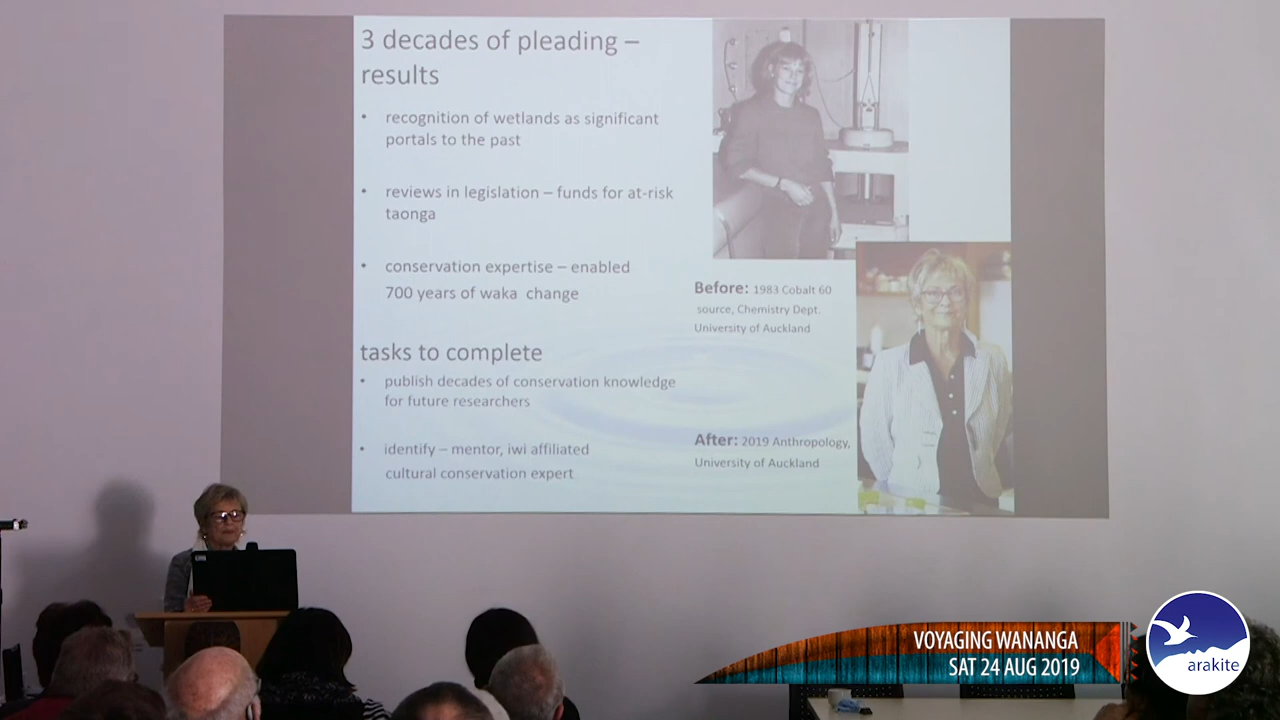 3 decades of pleading –
results
• recognition of wetlands as significant
portals to the past
• reviews in legislation – funds for at-risk
taonga
• conservation expertise – enabled
700 years of waka change
tasks to complete
• publish decades of conservation knowledge
for future researchers
• identify – mentor, iwi affiliated
cultural conservation expert
Before: 1983 Cobalt 60
source, Chemistry Dept.
University of Auckland
After: 2019 Anthropology,
University of Auckland
VOYAGING WANANGA
SAT 24 AUG 2019
arakite